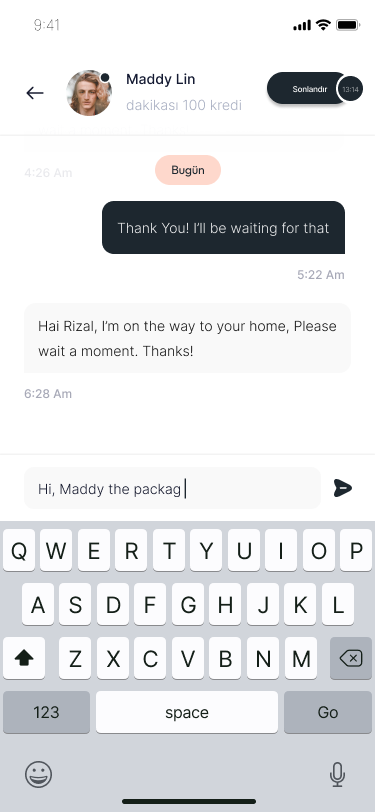 9:41
Maddy Lin
dakikası 100 kredi
Sonlandır
13:14
4:26 Am
Bugün
Thank You! I’ll be waiting for that
5:22 Am
Hai Rizal, I’m on the way to your home, Please
wait a moment. Thanks!
6:28 Am
Hi, Maddy the packag
Q W E R T Y U I O P
A S D F G H J K L
Z X C V B N M
123 space Go